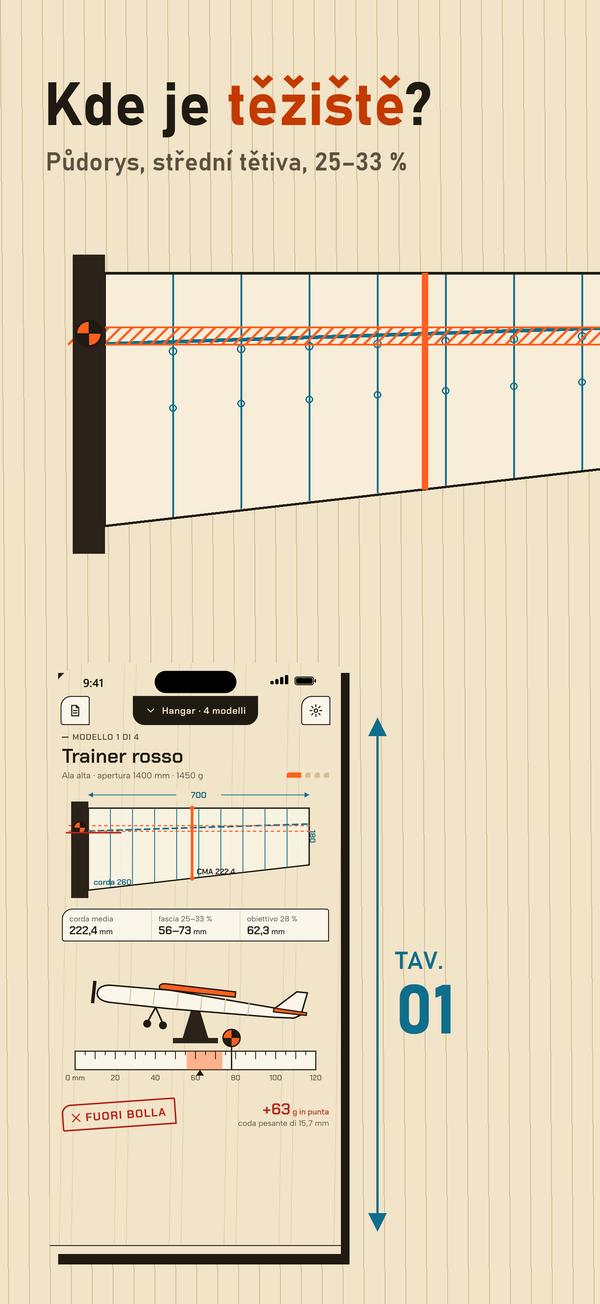 Kde je těžiště?
Půdorys, střední tětiva, 25–33 %
9:41
Hangar · 4 modelli
— MODELLO 1 DI 4
Trainer rosso
Ala alta · apertura 1400 mm · 1450 g
700
180
CMA 222,4
corda 260
corda media
222,4 mm
fascia 25–33 %
56–73 mm
obiettivo 28 %
62,3 mm
0 mm 20 40 60 80 100 120
× FUORI BOLLA
+63 g in punta
coda pesante di 15,7 mm
TAV.
01